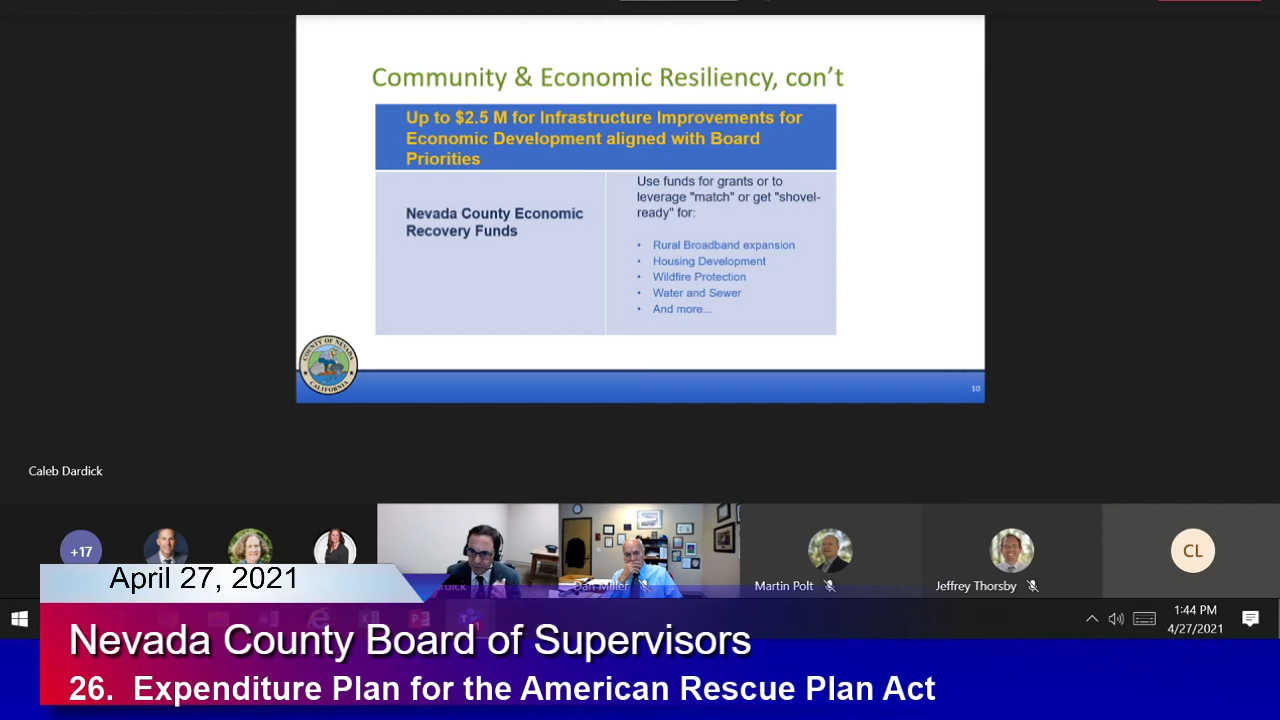 Community & Economic Resiliency, con't
Up to $2.5 M for Infrastructure Improvements for
Economic Development aligned with Board
Priorities
Nevada County Economic
Recovery Funds
Use funds for grants or to
leverage "match" or get "shovel-
ready" for:
• Rural Broadband expansion
• Housing Development
• Wildfire Protection
• Water and Sewer
• And more...
COUNTY OF NEVADA
CALIFORNIA
10
Caleb Dardick
+17
Dan Miller
Martin Polt
Jeffrey Thorsby
CL
April 27, 2021
1:44 PM
4/27/2021
Nevada County Board of Supervisors
26. Expenditure Plan for the American Rescue Plan Act